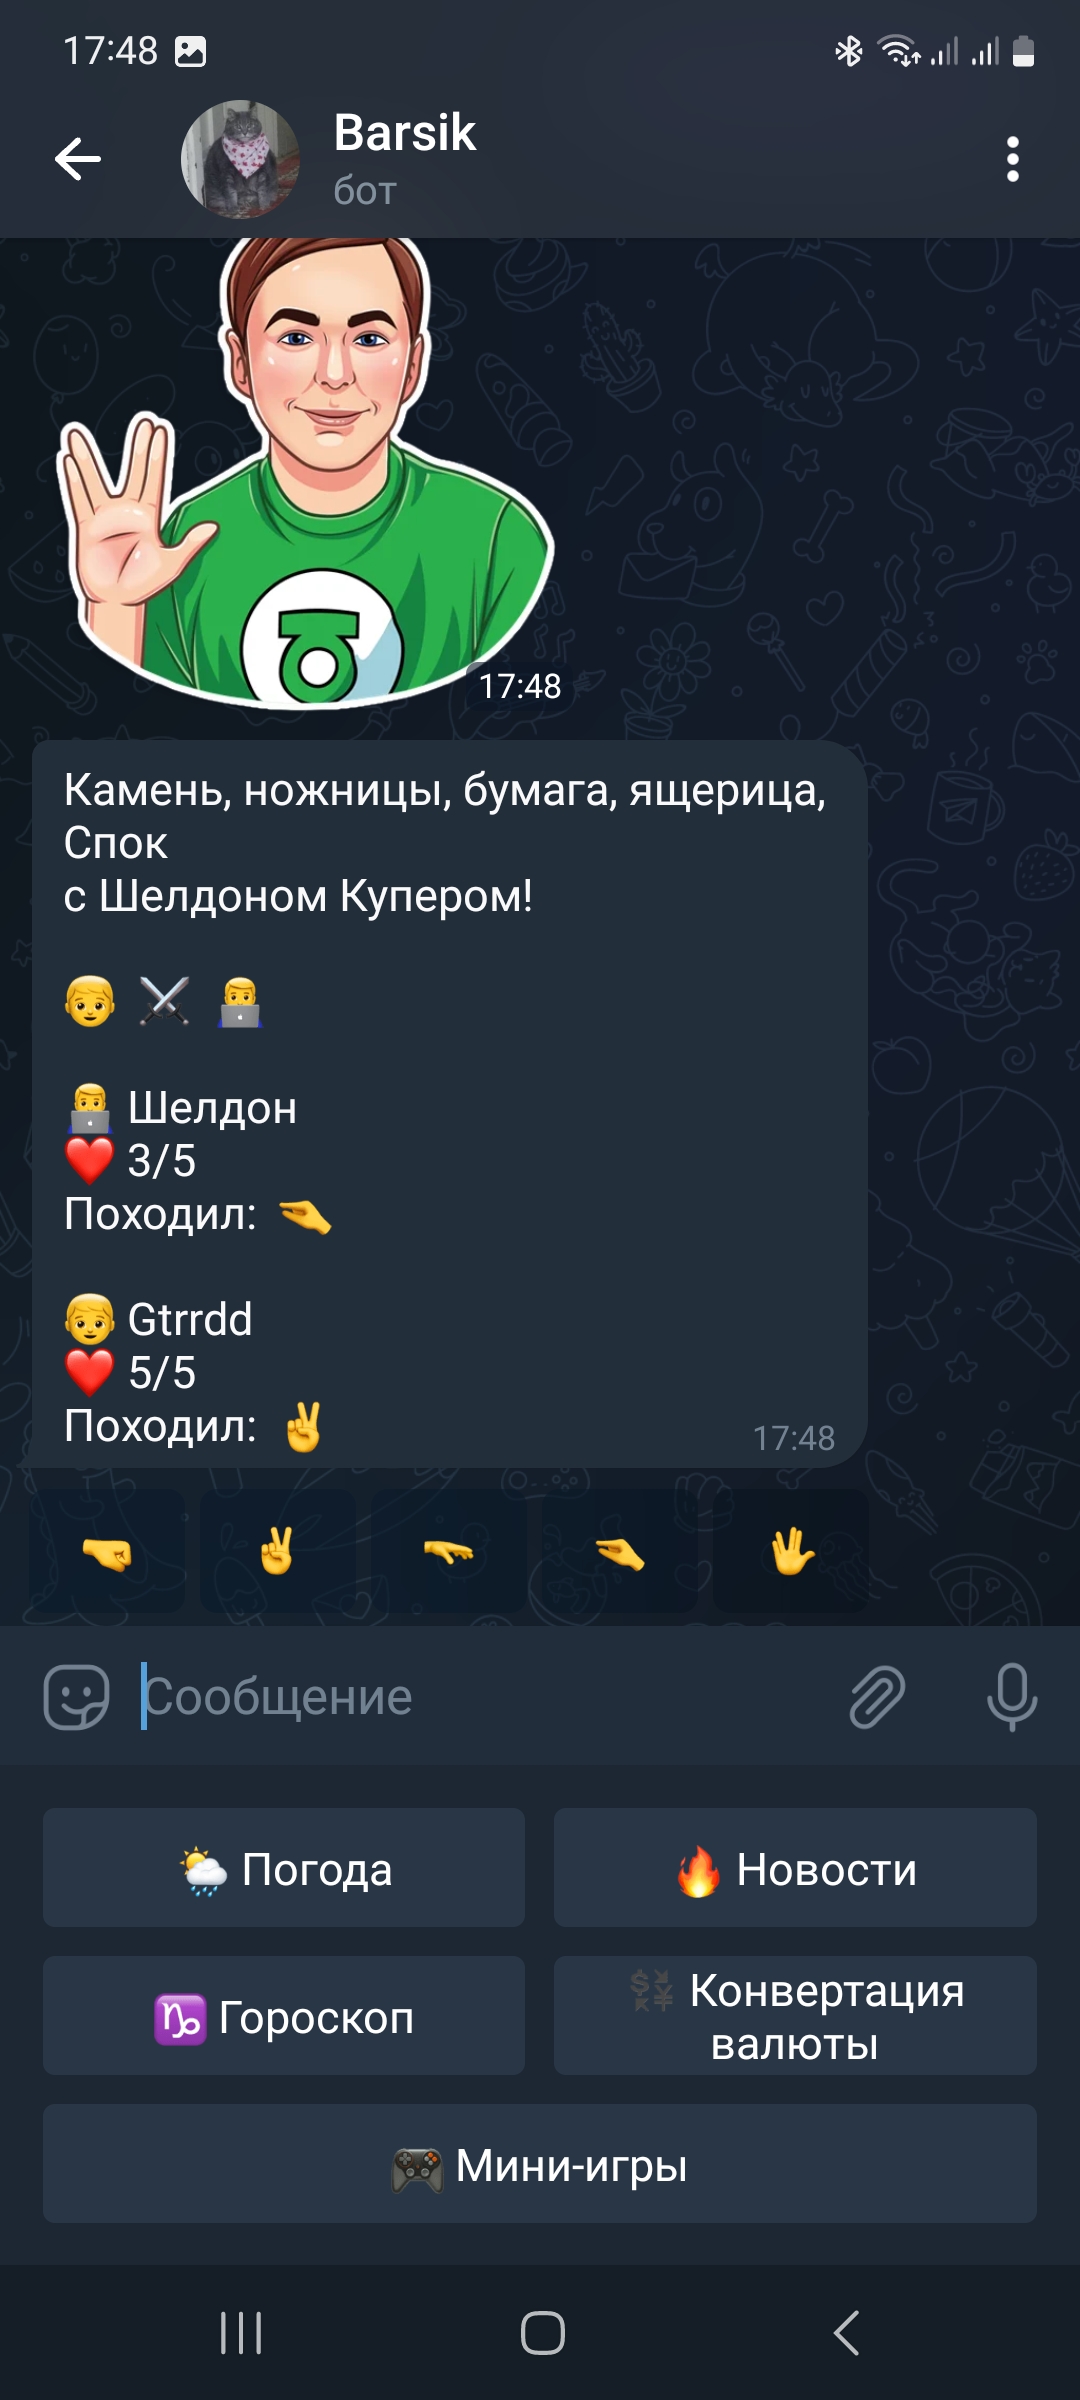 17:48
Barsik
бот
17:48
Камень, ножницы, бумага, ящерица,
Спок
с Шелдоном Купером!
Шелдон
3/5
Походил:
Gtrrdd
5/5
Походил:
17:48
Сообщение
Погода
Новости
Гороскоп
Конвертация
валюты
Мини-игры